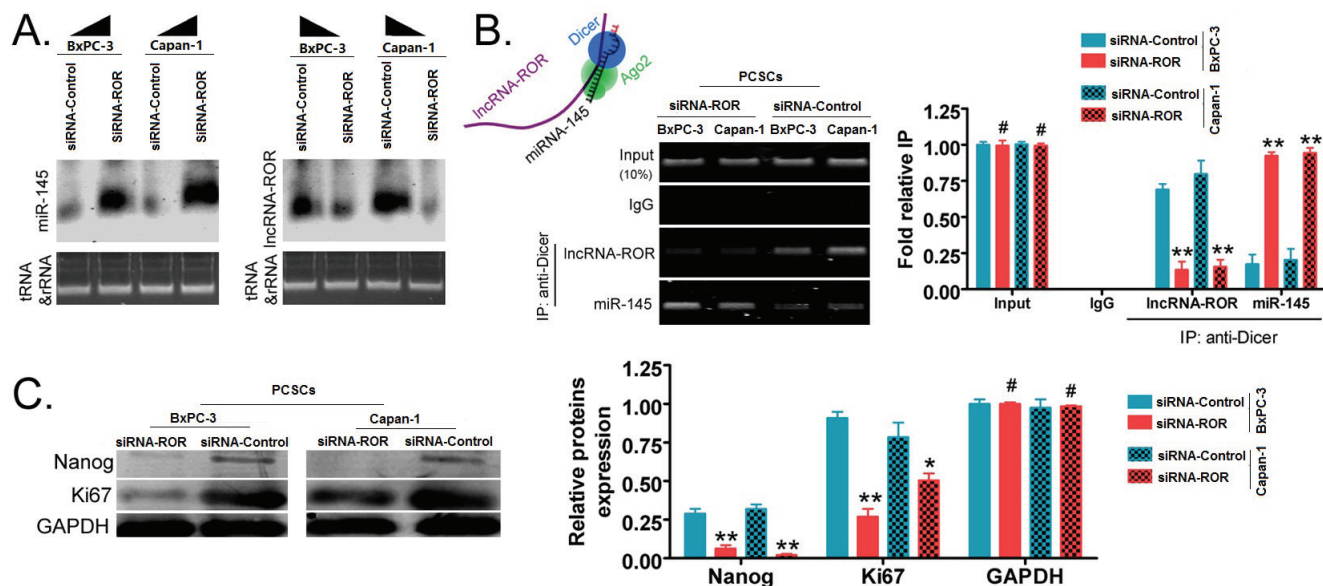 A.
BxPC-3 Capan-1
siRNA-Control
SiRNA-ROR
siRNA-Control
SiRNA-ROR
miR-145
tRNA
&rRNA
BxPC-3 Capan-1
siRNA-Control
SiRNA-ROR
siRNA-Control
siRNA-ROR
lncRNA-ROR
tRNA
&rRNA
B.
lncRNA-ROR
Dicer
Ago2
miRNA-145
PCSCs
siRNA-ROR siRNA-Control
BxPC-3 Capan-1 BxPC-3 Capan-1
Input
(10%)
IgG
IP: anti-Dicer
lncRNA-ROR
miR-145
siRNA-Control
siRNA-ROR
BxPC-3
siRNA-Control
siRNA-ROR
Capan-1
Fold relative IP
1.00
0.75
0.50
0.25
0.00
# #
** **
** **
Input IgG lncRNA-ROR miR-145
IP: anti-Dicer
C.
PCSCs
BxPC-3 Capan-1
siRNA-ROR siRNA-Control siRNA-ROR siRNA-Control
Nanog
Ki67
GAPDH
Relative proteins
expression
1.25
1.00
0.75
0.50
0.25
0.00
** **
** *
# #
Nanog Ki67 GAPDH
siRNA-Control
siRNA-ROR
BxPC-3
siRNA-Control
siRNA-ROR
Capan-1